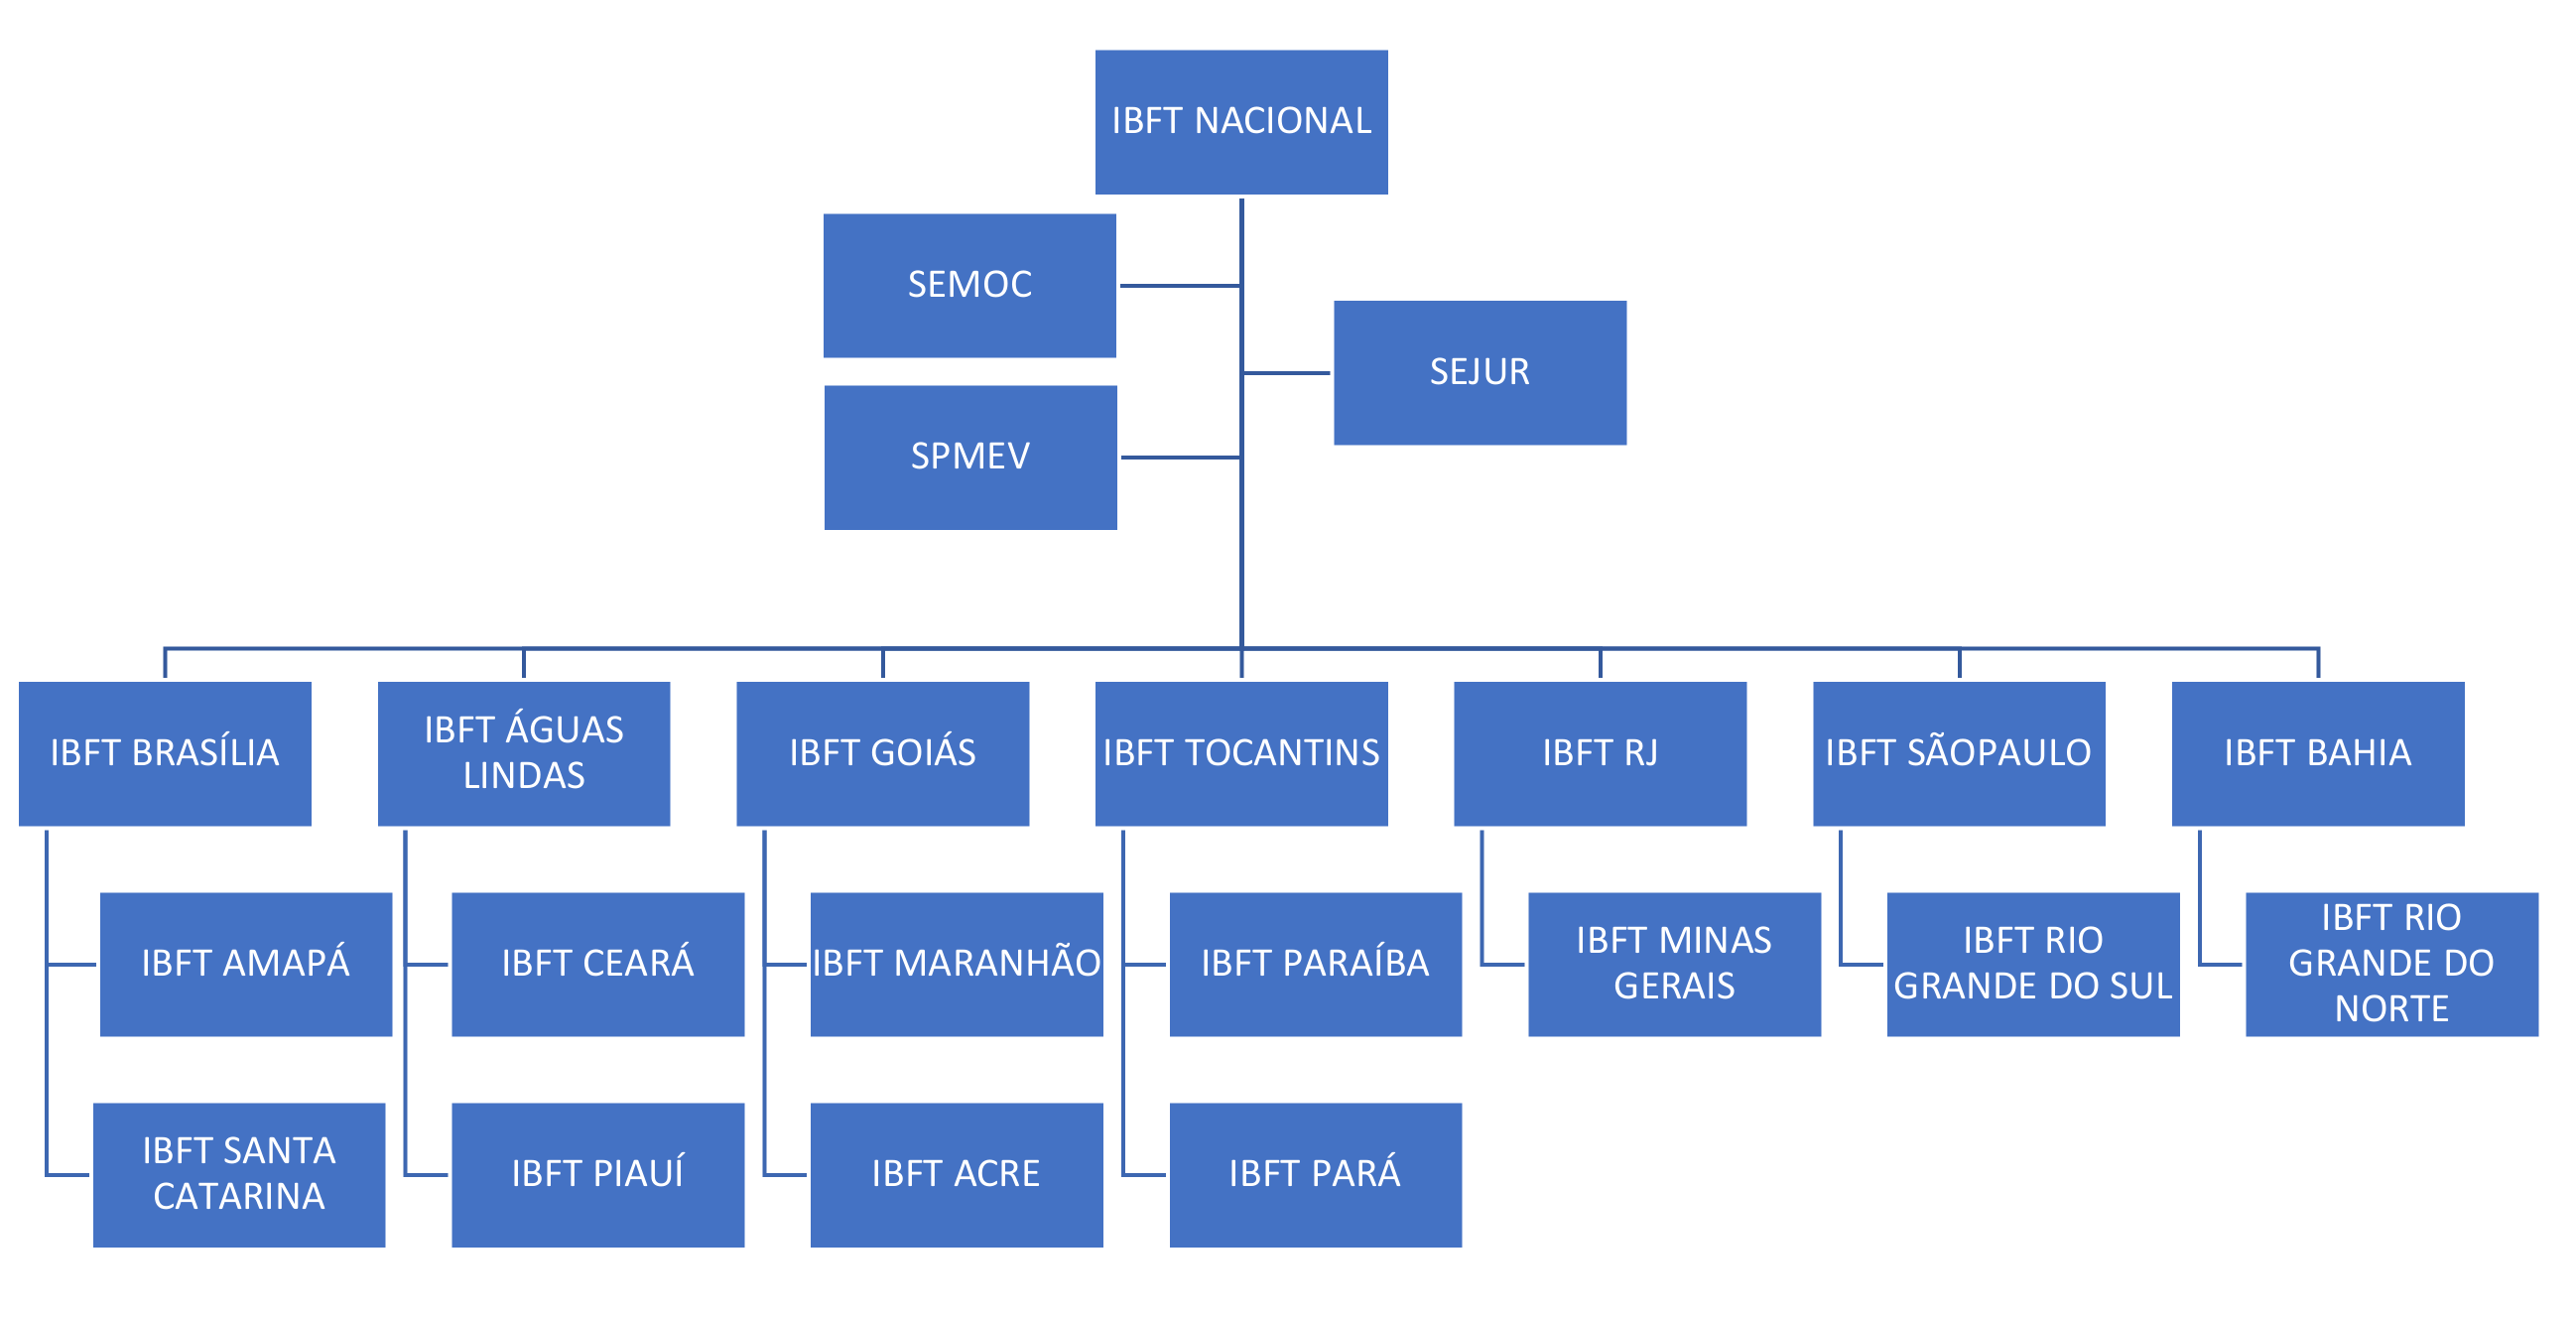 IBFT NACIONAL
SEMOC
SEJUR
SPMEV
IBFT BRASÍLIA
IBFT ÁGUAS
LINDAS
IBFT GOIÁS
IBFT TOCANTINS
IBFT RJ
IBFT SÃOPAULO
IBFT BAHIA
IBFT AMAPÁ
IBFT CEARÁ
IBFT MARANHÃO
IBFT PARAÍBA
IBFT MINAS
GERAIS
IBFT RIO
GRANDE DO SUL
IBFT RIO
GRANDE DO
NORTE
IBFT SANTA
CATARINA
IBFT PIAUÍ
IBFT ACRE
IBFT PARÁ